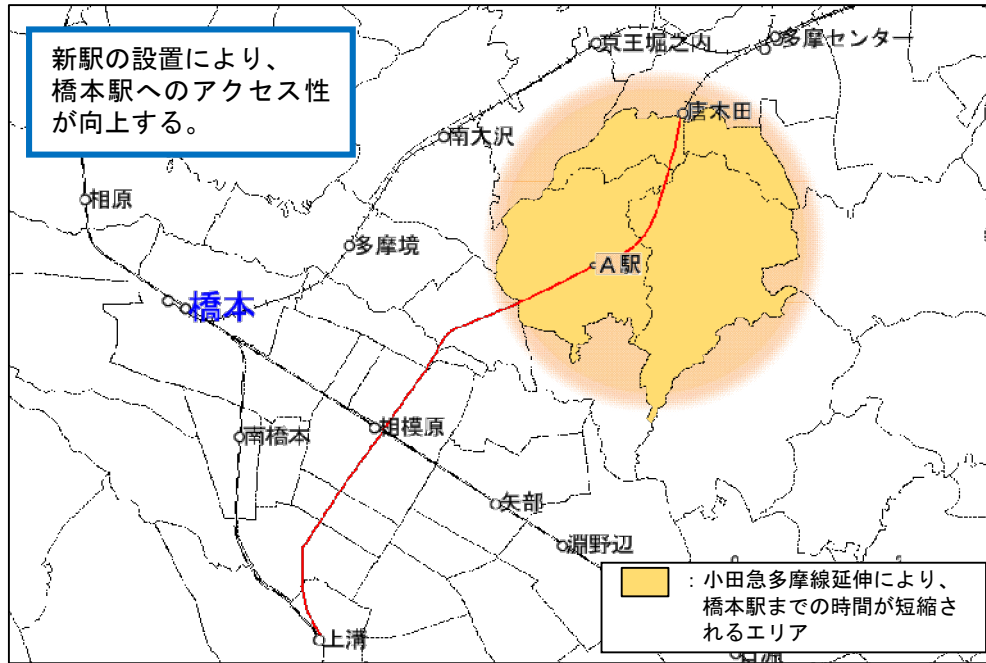 新駅の設置により、
橋本駅へのアクセス性
が向上する。
京王堀之内
多摩センター
唐木田
南大沢
相原
多摩境
A駅
橋本
相模原
南橋本
矢部
淵野辺
上溝
：小田急多摩線延伸により、
橋本駅までの時間が短縮さ
れるエリア